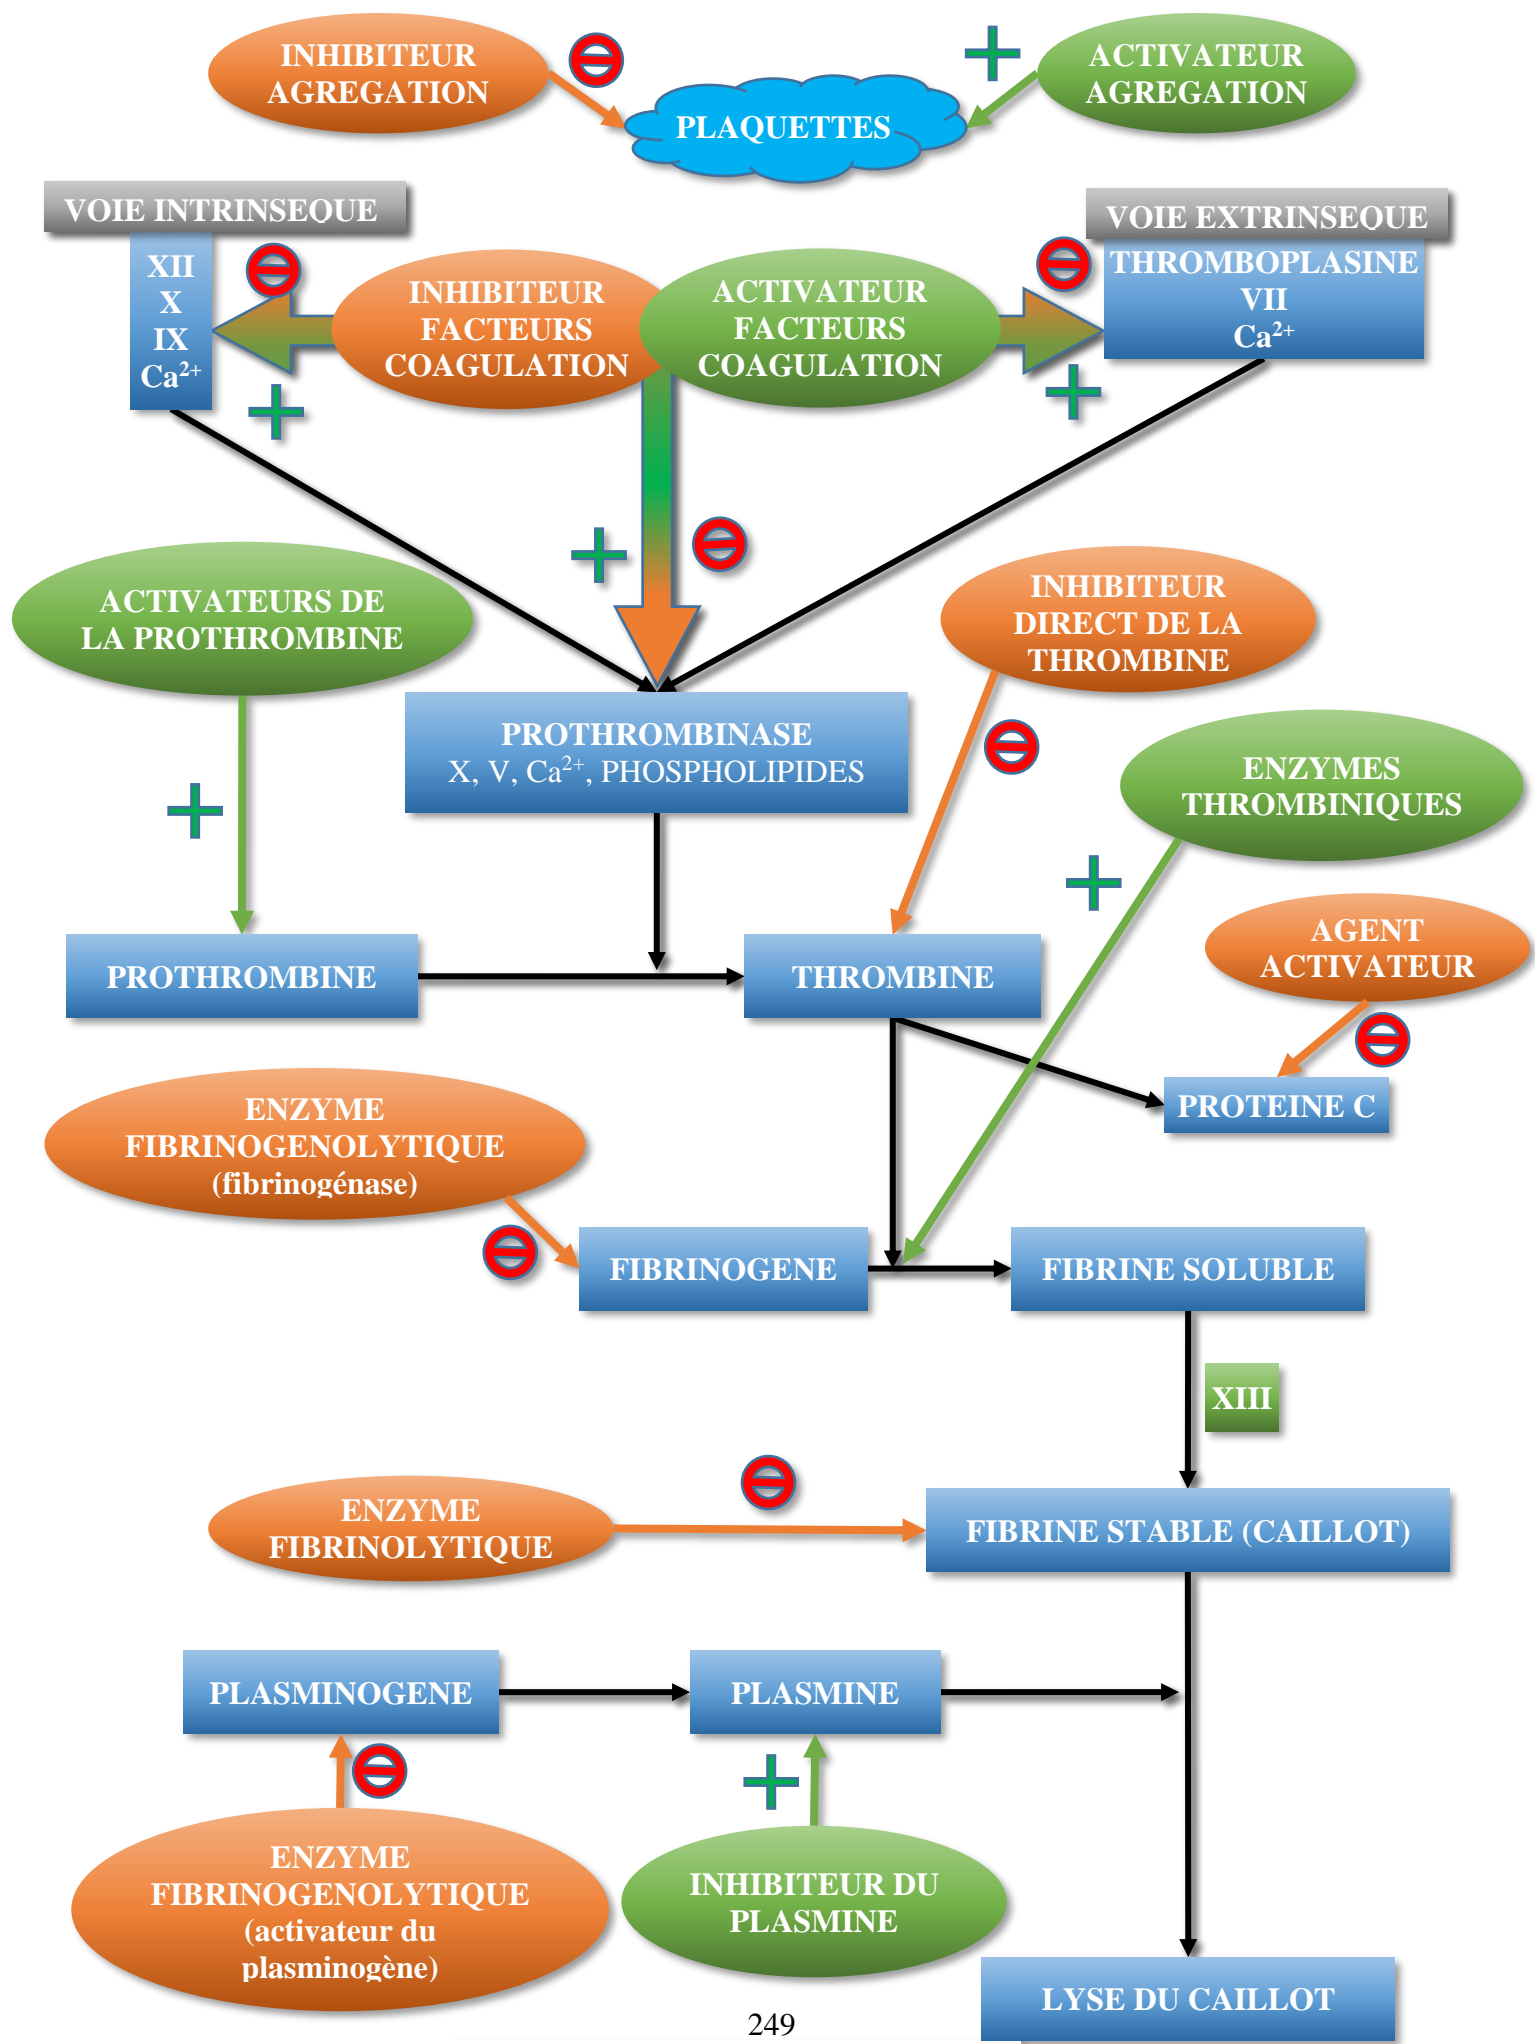 INHIBITEUR
AGREGATION
ACTIVATEUR
AGREGATION
PLAQUETTES
VOIE INTRINSEQUE
VOIE EXTRINSEQUE
XII
X
IX
Ca²⁺
INHIBITEUR
FACTEURS
COAGULATION
ACTIVATEUR
FACTEURS
COAGULATION
THROMBOPLASINE
VII
Ca²⁺
ACTIVATEURS DE
LA PROTHROMBINE
INHIBITEUR
DIRECT DE LA
THROMBINE
PROTHROMBINASE
X, V, Ca²⁺, PHOSPHOLIPIDES
ENZYMES
THROMBINIQUES
AGENT
ACTIVATEUR
PROTHROMBINE
THROMBINE
PROTEINE C
ENZYME
FIBRINOGENOLYTIQUE
(fibrinogénase)
FIBRINOGENE
FIBRINE SOLUBLE
XIII
ENZYME
FIBRINOLYTIQUE
FIBRINE STABLE (CAILLOT)
PLASMINOGENE
PLASMINE
ENZYME
FIBRINOGENOLYTIQUE
(activateur du
plasminogène)
INHIBITEUR DU
PLASMINE
LYSE DU CAILLOT
249